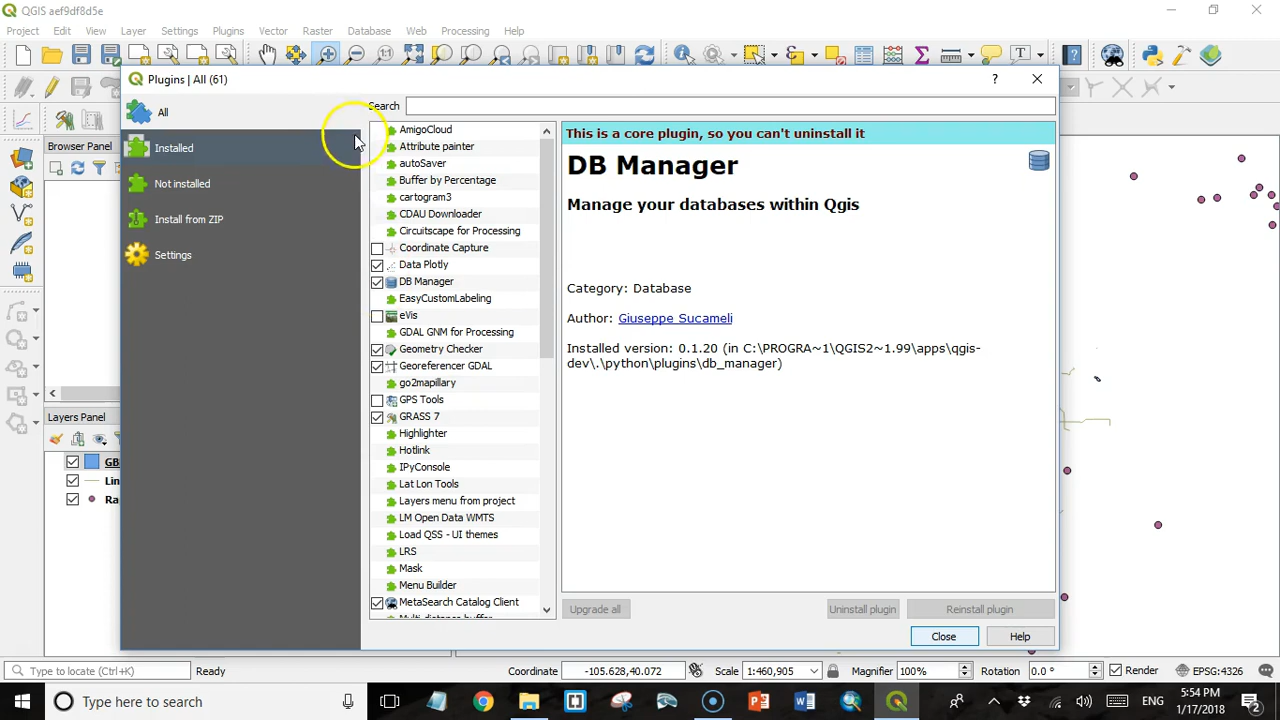 QGIS aef9df8d5e
Project Edit View Layer Settings Plugins Vector Raster Database Web Processing Help
Plugins | All (61)
?
All
Search
Installed
Not installed
Install from ZIP
Settings
Browser Panel
Layers Panel
GB
Lin
Ra
AmigoCloud
Attribute painter
autoSaver
Buffer by Percentage
cartogram3
CDAU Downloader
Circuitscape for Processing
Coordinate Capture
Data Plotly
DB Manager
EasyCustomLabeling
eVis
GDAL GNM for Processing
Geometry Checker
Georeferencer GDAL
go2mapillary
GPS Tools
GRASS 7
Highlighter
Hotlink
IPyConsole
Lat Lon Tools
Layers menu from project
LM Open Data WMTS
Load QSS - UI themes
LRS
Mask
Menu Builder
MetaSearch Catalog Client
This is a core plugin, so you can't uninstall it
DB Manager
Manage your databases within Qgis
Category: Database
Author: Giuseppe Sucameli
Installed version: 0.1.20 (in C:\PROGRA~1\QGIS2~1.99\apps\qgis-
dev\.\python\plugins\db_manager)
Upgrade all Uninstall plugin Reinstall plugin
Close Help
Type to locate (Ctrl+K) Ready Coordinate -105.628,40.072 Scale 1:460,905 Magnifier 100% Rotation 0.0 ° Render EPSG:4326
Type here to search
ENG
5:54 PM
1/17/2018
2